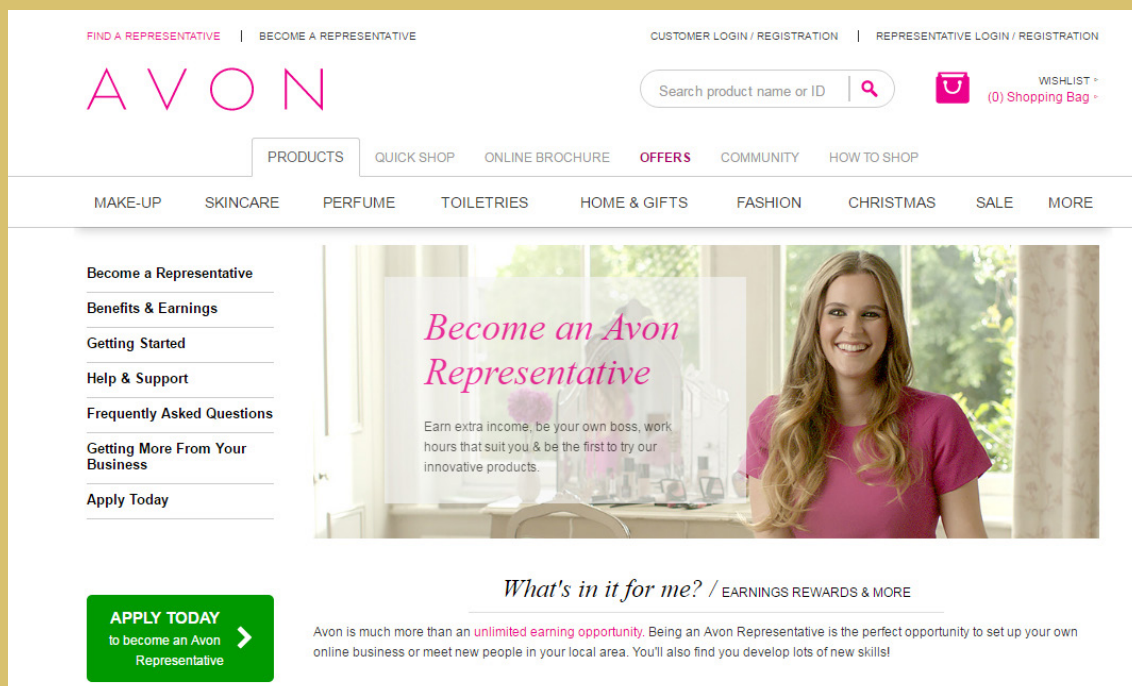 FIND A REPRESENTATIVE | BECOME A REPRESENTATIVE
CUSTOMER LOGIN / REGISTRATION | REPRESENTATIVE LOGIN / REGISTRATION
AVON
Search product name or ID
WISHLIST
(0) Shopping Bag
PRODUCTS QUICK SHOP ONLINE BROCHURE OFFERS COMMUNITY HOW TO SHOP
MAKE-UP SKINCARE PERFUME TOILETRIES HOME & GIFTS FASHION CHRISTMAS SALE MORE
Become a Representative
Benefits & Earnings
Getting Started
Help & Support
Frequently Asked Questions
Getting More From Your
Business
Apply Today
APPLY TODAY
to become an Avon
Representative
Become an Avon
Representative
Earn extra income, be your own boss, work
hours that suit you & be the first to try our
innovative products.
What's in it for me? / EARNINGS REWARDS & MORE
Avon is much more than an unlimited earning opportunity. Being an Avon Representative is the perfect opportunity to set up your own
online business or meet new people in your local area. You'll also find you develop lots of new skills!